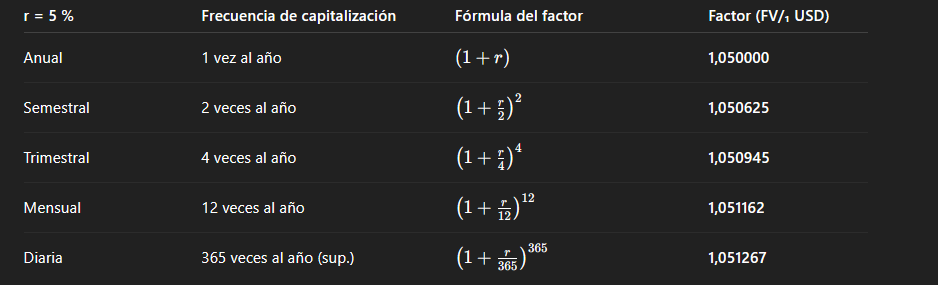 r = 5 % Frecuencia de capitalización Fórmula del factor Factor (FV/₁ USD)
Anual 1 vez al año (1 + r) 1,050000
Semestral 2 veces al año (1 + r/2)^2 1,050625
Trimestral 4 veces al año (1 + r/4)^4 1,050945
Mensual 12 veces al año (1 + r/12)^12 1,051162
Diaria 365 veces al año (sup.) (1 + r/365)^365 1,051267